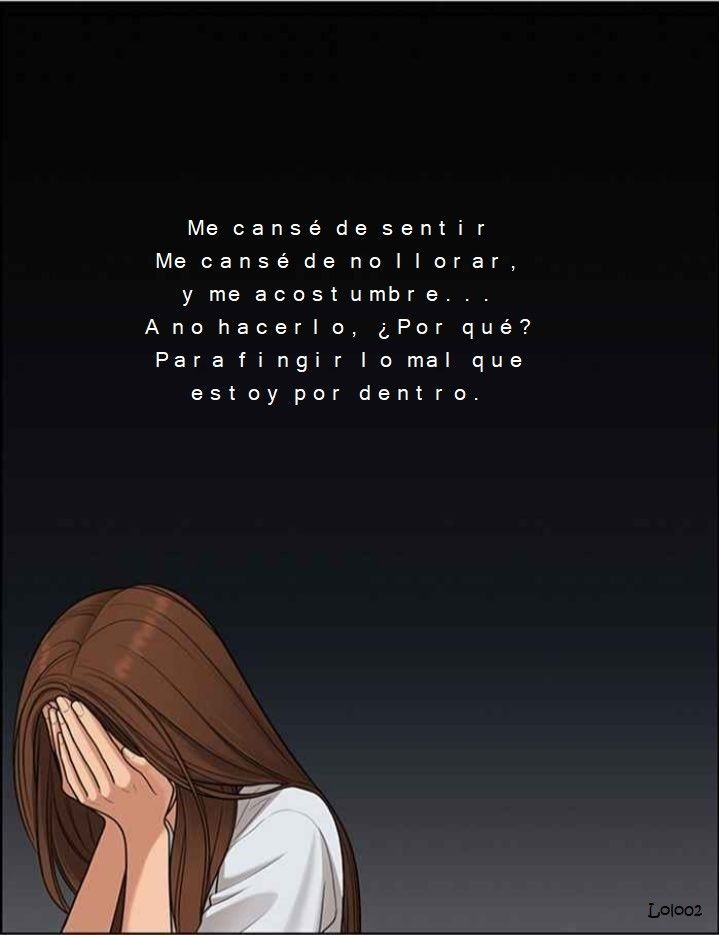 Me cansé de sentir
Me cansé de no llorar,
y me acostumbre...
A no hacerlo, ¿Por qué?
Para fingir lo mal que
estoy por dentro.
Lol002